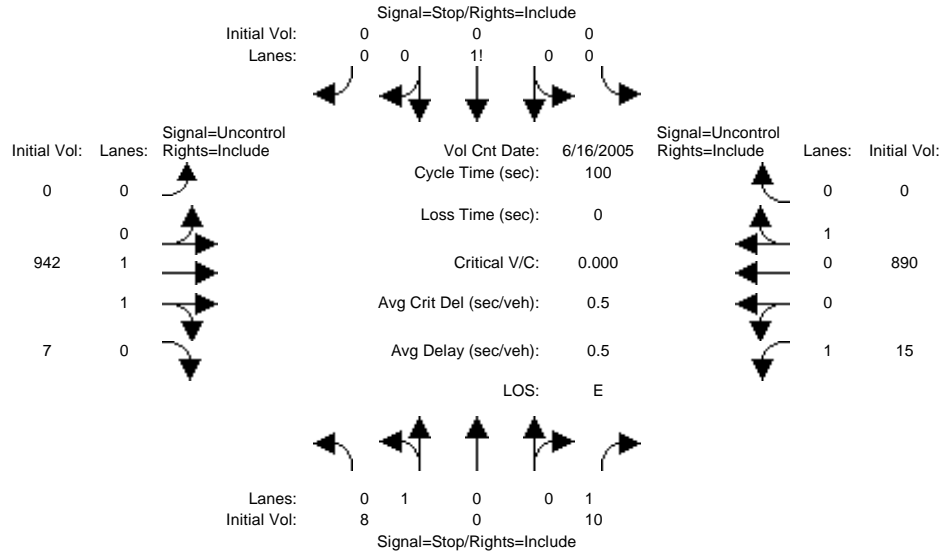 Signal=Stop/Rights=Include
Initial Vol: 0 0 0
Lanes: 0 0 1! 0 0
Signal=Uncontrol Signal=Uncontrol
Initial Vol: Lanes: Rights=Include Vol Cnt Date: 6/16/2005 Rights=Include Lanes: Initial Vol:
Cycle Time (sec): 100
0 0 0 0
Loss Time (sec): 0
0 1
942 1 Critical V/C: 0.000 0 890
1 Avg Crit Del (sec/veh): 0.5 0
7 0 Avg Delay (sec/veh): 0.5 1 15
LOS: E
Lanes: 0 1 0 0 1
Initial Vol: 8 0 10
Signal=Stop/Rights=Include